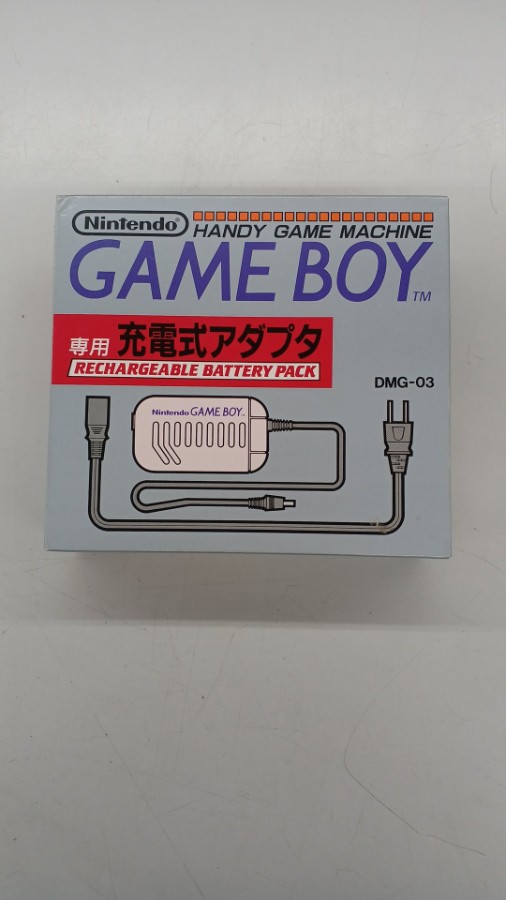 Nintendo®
HANDY GAME MACHINE
GAME BOY TM
専用 充電式アダプタ
RECHARGEABLE BATTERY PACK
DMG-03
Nintendo GAME BOY TM